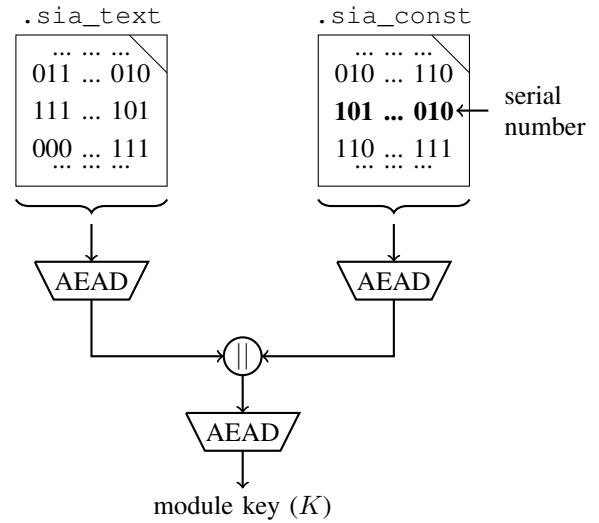 .sia_text
.sia_const
... ... ...
011 ... 010
111 ... 101
000 ... 111
... ... ...
... ... ...
010 ... 110
101 ... 010
110 ... 111
... ... ...
serial
number
AEAD
AEAD
||
AEAD
module key (K)